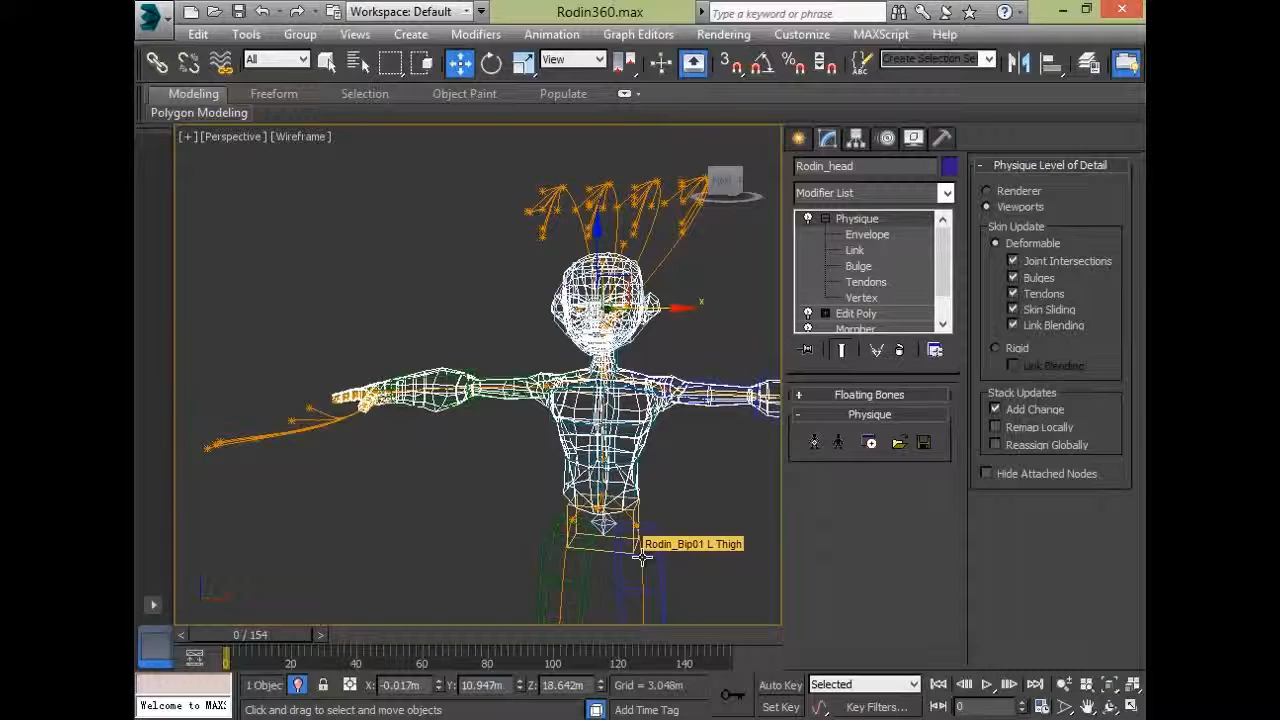 Workspace: Default
Rodin360.max
Type a keyword or phrase
Edit Tools Group Views Create Modifiers Animation Graph Editors Rendering Customize MAXScript Help
All
View
3
Create Selection Se
Modeling Freeform Selection Object Paint Populate
Polygon Modeling
[+][Perspective][Wireframe]
Rodin_head
Modifier List
Physique
Envelope
Link
Bulge
Tendons
Vertex
Edit Poly
Morpher
+ Floating Bones
- Physique
- Physique Level of Detail
Renderer
Viewports
Skin Update
Deformable
Joint Intersections
Bulges
Tendons
Skin Sliding
Link Blending
Rigid
Link Blending
Stack Updates
Add Change
Remap Locally
Reassign Globally
Hide Attached Nodes
x
Rodin_Bip01 L Thigh
< 0 / 154 >
0 20 40 60 80 100 120 140
1 Objec X: -0.017m Y: 10.947m Z: 18.642m Grid = 3.048m
Auto Key Selected
Welcome to MAX:
Click and drag to select and move objects
Add Time Tag
Set Key Key Filters...
0